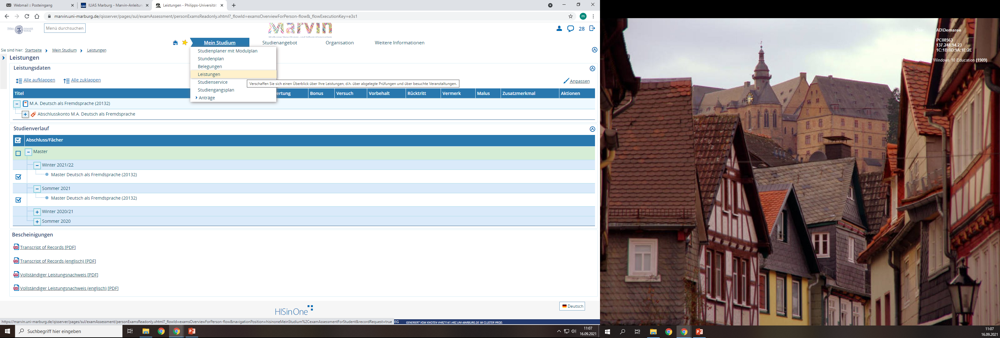 Webmail :: Posteingang
ILIAS Marburg - Marvin-Anleitun
Leistungen - Philipps-Universität
marvin.uni-marburg.de/qisserver/pages/sul/examAssessment/personExamsReadonly.xhtml?_flowId=examsOverviewForPerson-flow&_flowExecutionKey=e3s1
m
Philipps Universität Marburg
Menü durchsuchen
Marvin
Marburger Verwaltungs- und Informationssystem
28
Mein Studium
Studienangebot
Organisation
Weitere Informationen
Sie sind hier: Startseite Mein Studium Leistungen
Studienplaner mit Modulplan
Stundenplan
Belegungen
Leistungen
Studienservice
Studiengangsplan
Anträge
Verschaffen Sie sich einen Überblick über Ihre Leistungen, d.h. über abgelegte Prüfungen und über besuchte Veranstaltungen.
Leistungen
Leistungsdaten
Alle aufklappen
Alle zuklappen
Anpassen
Titel ertung Bonus Versuch Vorbehalt Rücktritt Vermerk Malus Zusatzmerkmal Aktionen
M.A. Deutsch als Fremdsprache (20132)
Abschlusskonto M.A. Deutsch als Fremdsprache
Studienverlauf
Abschluss/Fächer
Master
Winter 2021/22
Master Deutsch als Fremdsprache (20132)
Sommer 2021
Master Deutsch als Fremdsprache (20132)
Winter 2020/21
Sommer 2020
Bescheinigungen
Transcript of Records [PDF]
Transcript of Records (englisch) [PDF]
Vollständiger Leistungsnachweis [PDF]
Vollständiger Leistungsnachweis (englisch) [PDF]
HISinOne
Deutsch
https://marvin.uni-marburg.de/qisserver/pages/sul/examAssessment/personExamsReadonly.xhtml?_flowId=examsOverviewForPerson-flow&navigationPosition=hisinoneMeinStudium%2CexamAssessmentForStudent&recordRequest=true
EG GENERIERT VOM KNOTEN VHRZ1141.HRZ.UNI-MARBURG.DE IM CLUSTER PROD.
Suchbegriff hier eingeben
11:07
16.09.2021
AD\Demaree
PC08563
137.248.94.23
1C:1B:0D:9A:1E:2E
Windows 10 Education (1909)
11:07
16.09.2021